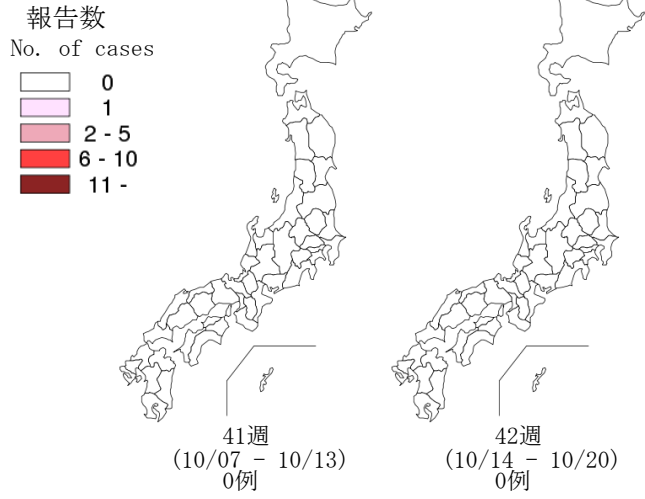 報告数
No. of cases
0
1
2 - 5
6 - 10
11 -
41週
(10/07 - 10/13)
0例
42週
(10/14 - 10/20)
0例